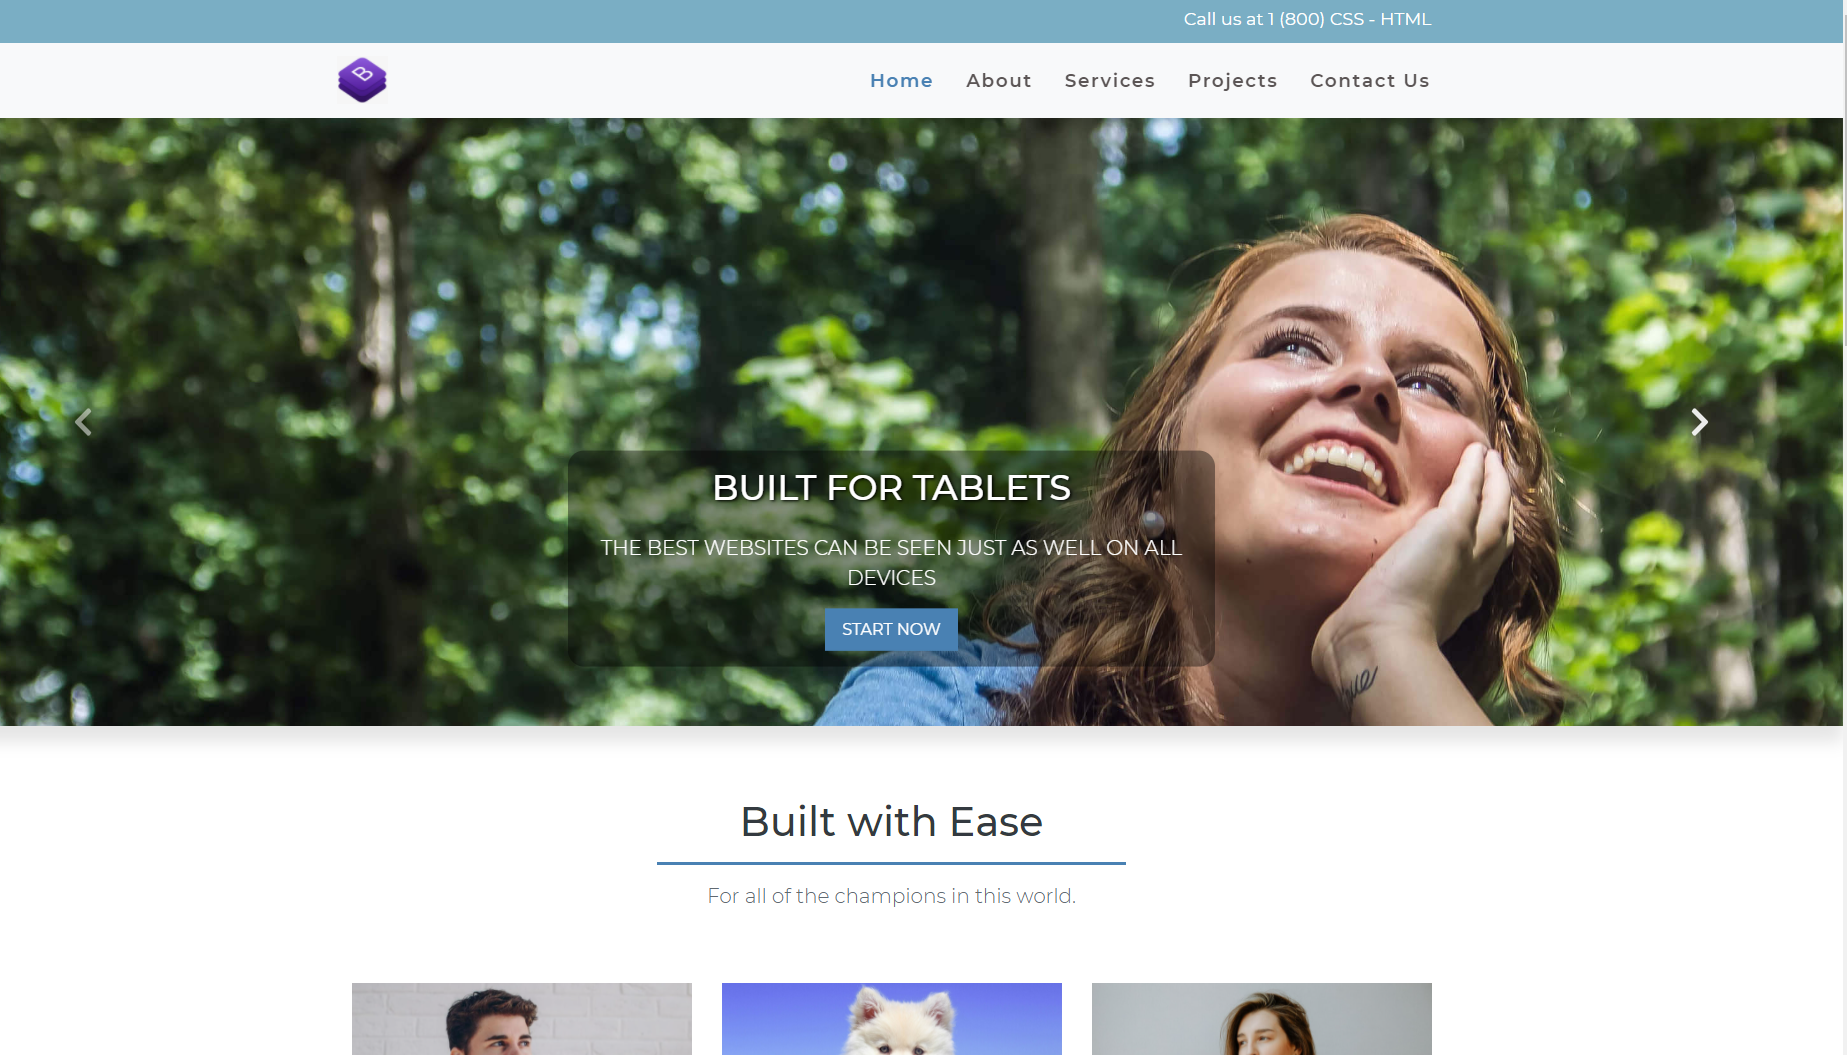 Call us at 1 (800) CSS - HTML
B
Home About Services Projects Contact Us
BUILT FOR TABLETS
THE BEST WEBSITES CAN BE SEEN JUST AS WELL ON ALL
DEVICES
START NOW
Built with Ease
For all of the champions in this world.